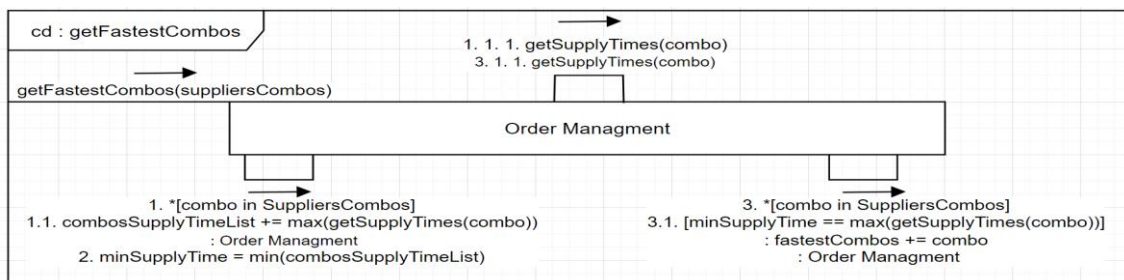 cd : getFastestCombos
1. 1. 1. getSupplyTimes(combo)
3. 1. 1. getSupplyTimes(combo)
getFastestCombos(suppliersCombos)
Order Managment
1. *[combo in SuppliersCombos]
1.1. combosSupplyTimeList += max(getSupplyTimes(combo))
: Order Managment
2. minSupplyTime = min(combosSupplyTimeList)
3. *[combo in SuppliersCombos]
3.1. [minSupplyTime == max(getSupplyTimes(combo))]
: fastestCombos += combo
: Order Managment